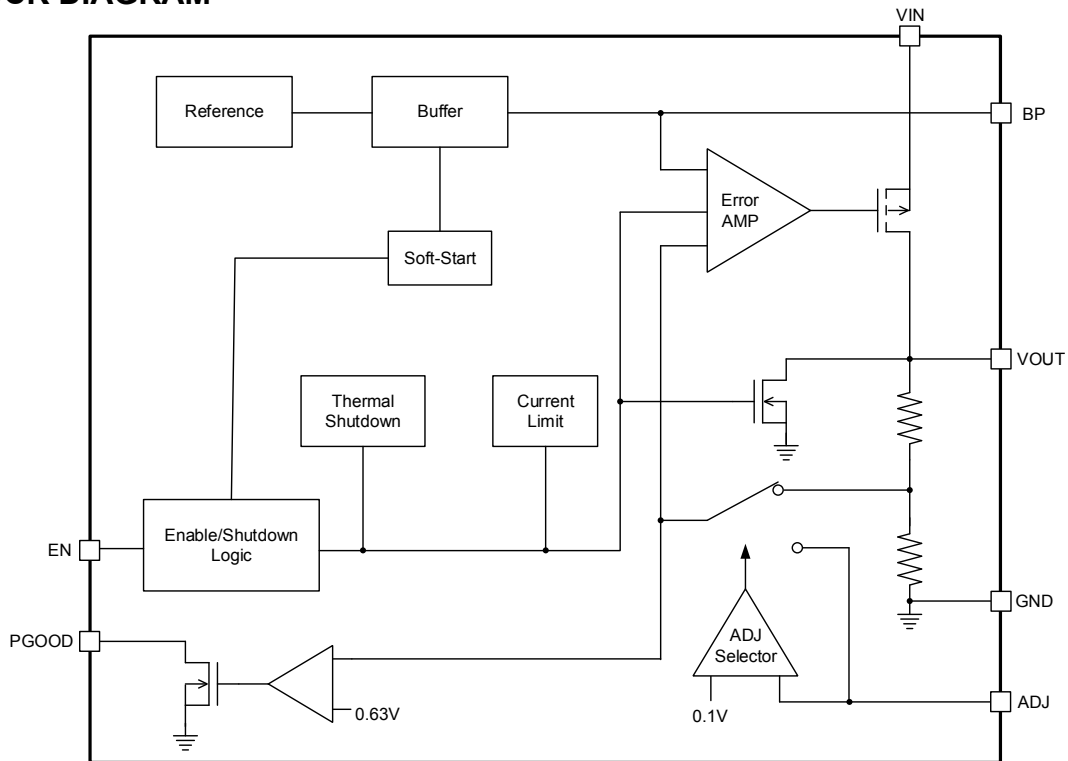 VIN
Reference
Buffer
BP
Error
AMP
Soft-Start
VOUT
Thermal
Shutdown
Current
Limit
EN
Enable/Shutdown
Logic
GND
PGOOD
ADJ
Selector
0.63V
0.1V
ADJ